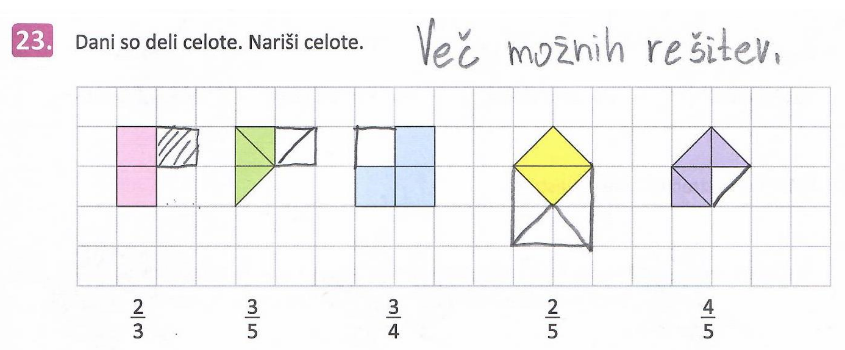 23. Dani so deli celote. Nariši celote. Več možnih rešitev.
2/3 3/5 3/4 2/5 4/5